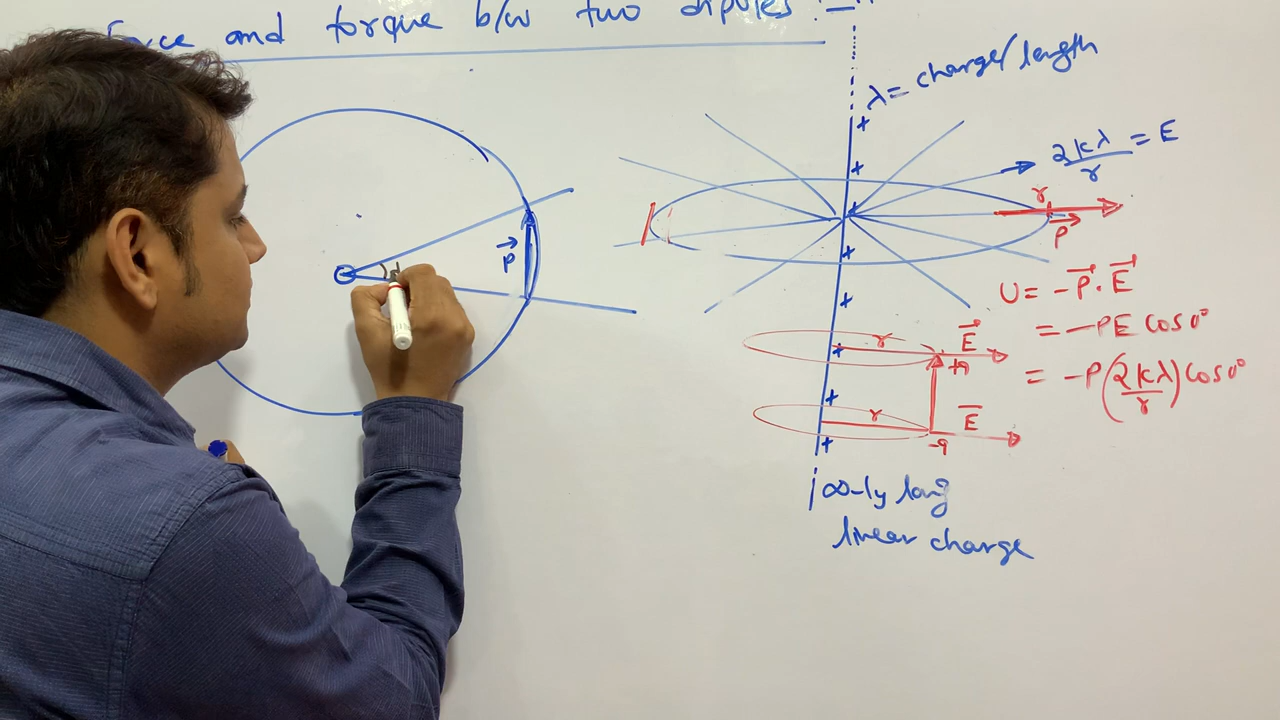 Force and torque b/w two dipoles :-
λ = charge/length
2kλ/r = E
r
P⃗
P⃗
U = -P⃗. E⃗
= -PE Cos0°
= -P(2kλ/r) Cos0°
r E⃗
+q
r E⃗
-q
∞-ly long
linear charge